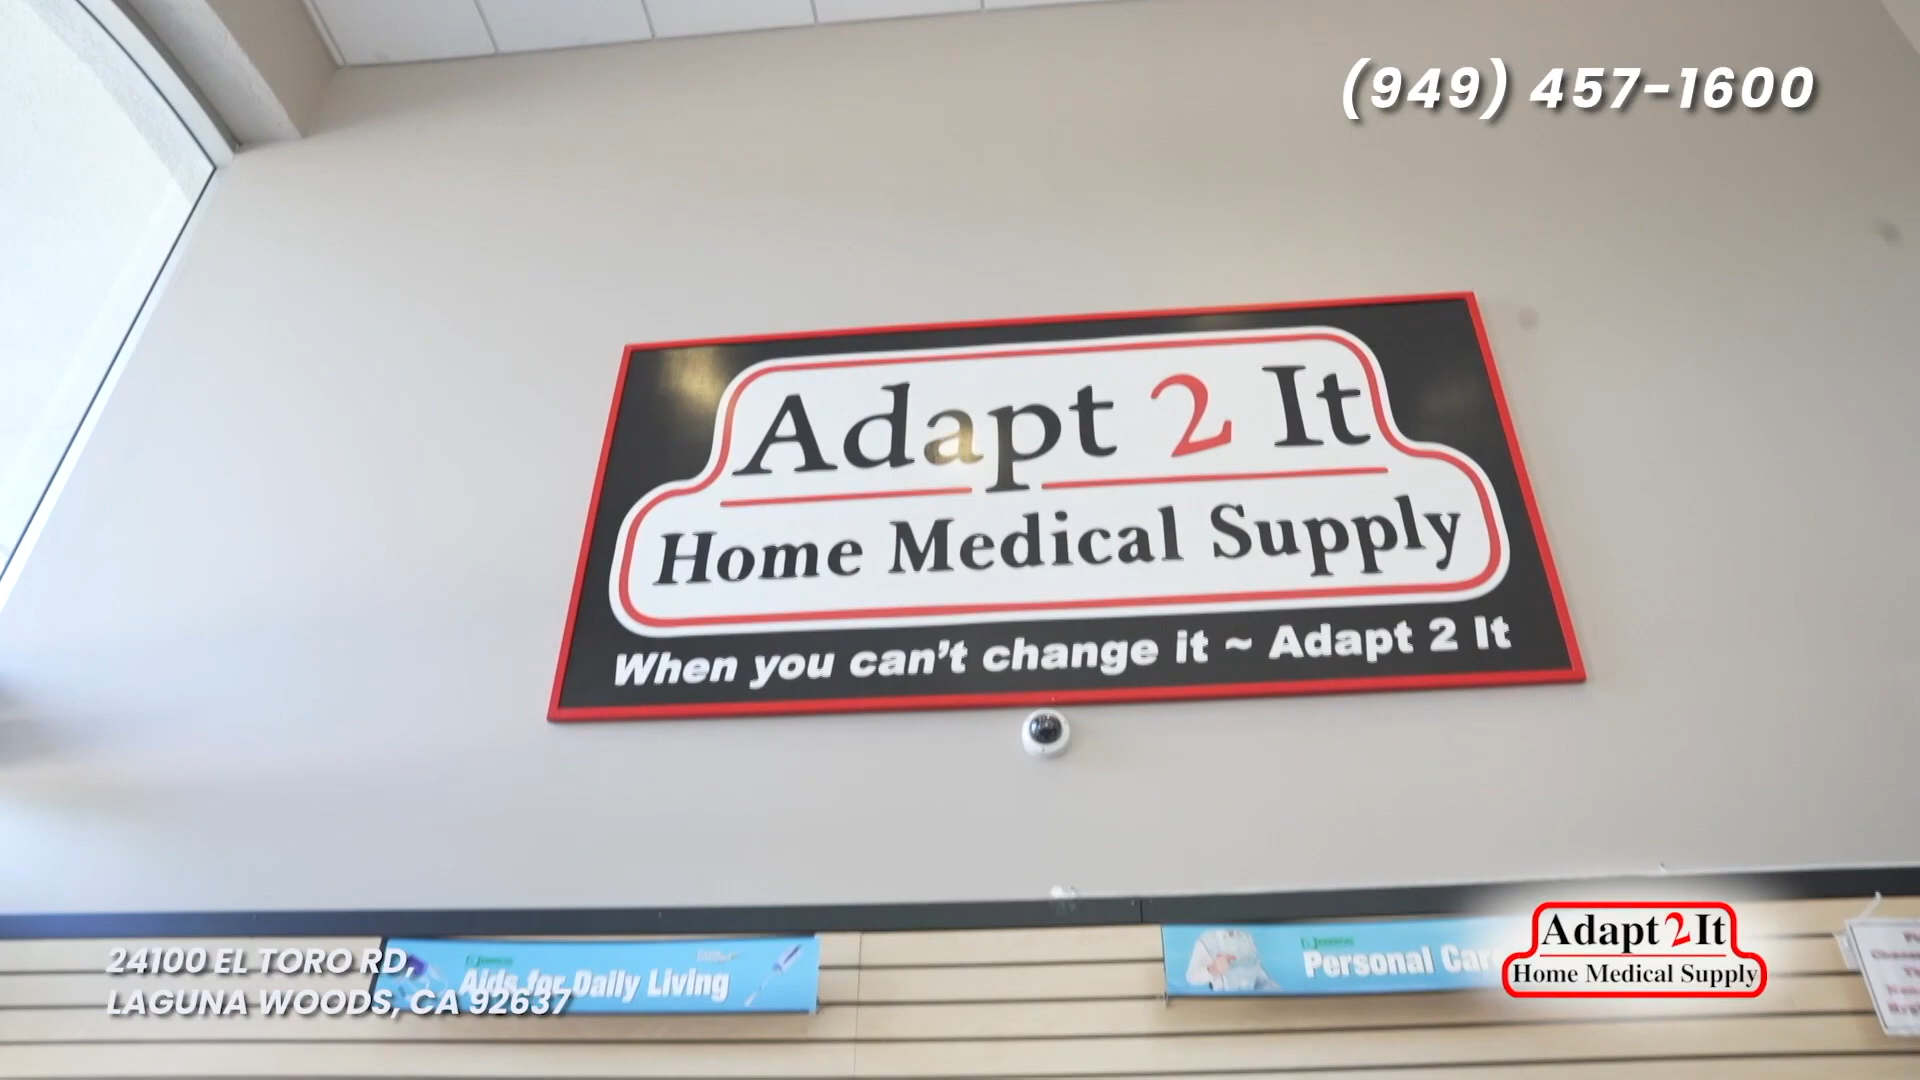 (949) 457-1600
Adapt 2 It
Home Medical Supply
When you can't change it ~ Adapt 2 It
24100 EL TORO RD,
LAGUNA WOODS, CA 92637
Aids for Daily Living
Personal Car
Adapt 2 It
Home Medical Supply